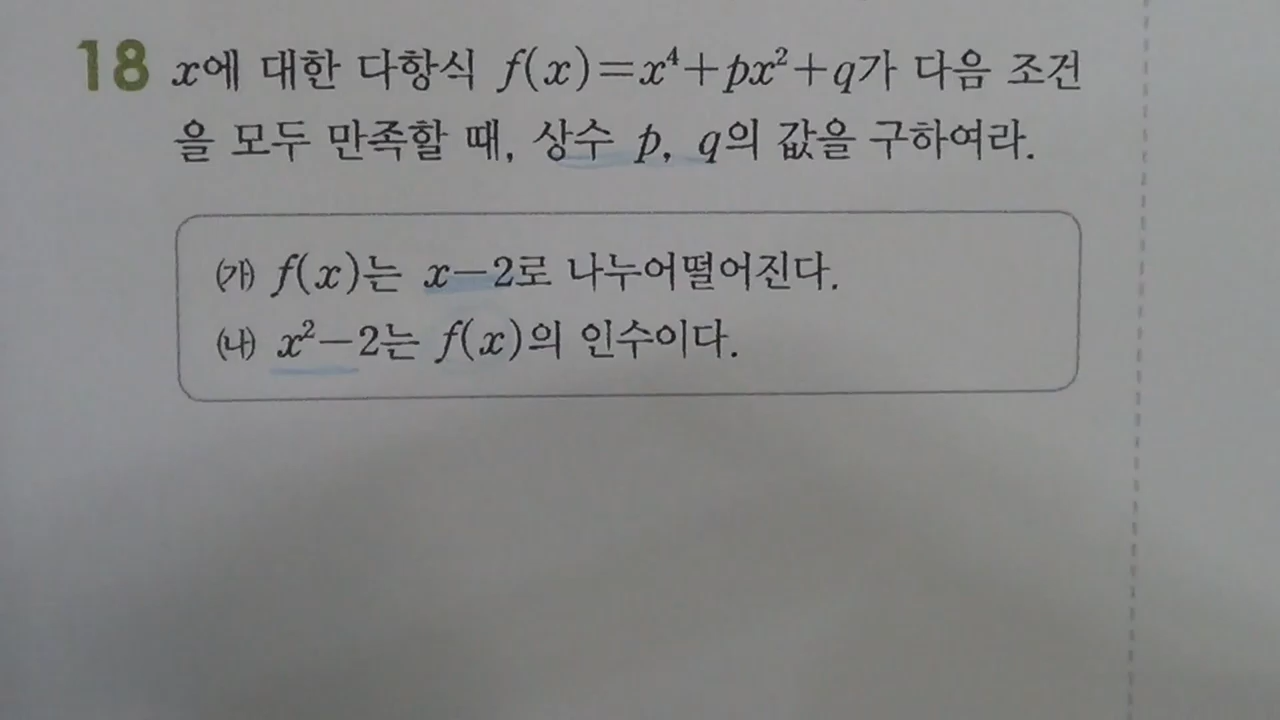 18 x에 대한 다항식 f(x)=x⁴+px²+q가 다음 조건
을 모두 만족할 때, 상수 p, q의 값을 구하여라.
㈎ f(x)는 x-2로 나누어떨어진다.
㈏ x²-2는 f(x)의 인수이다.